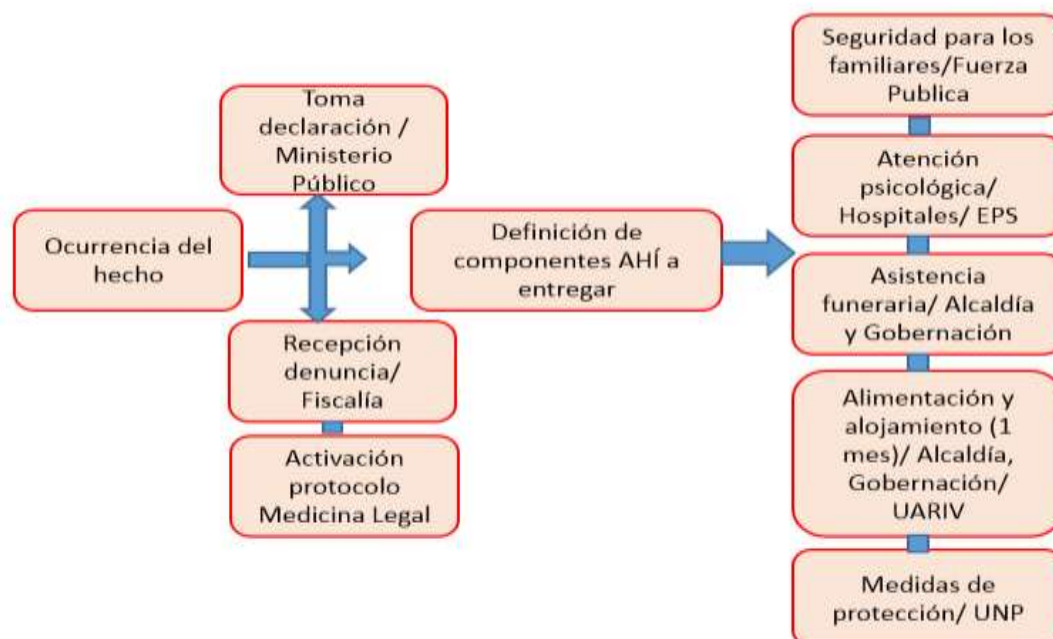 Ocurrencia del
hecho
Toma
declaración /
Ministerio
Público
Recepción
denuncia/
Fiscalía
Activación
protocolo
Medicina Legal
Definición de
componentes AHÍ a
entregar
Seguridad para los
familiares/Fuerza
Publica
Atención
psicológica/
Hospitales/ EPS
Asistencia
funeraria/ Alcaldía
y Gobernación
Alimentación y
alojamiento (1
mes)/ Alcaldía,
Gobernación/
UARIV
Medidas de
protección/ UNP